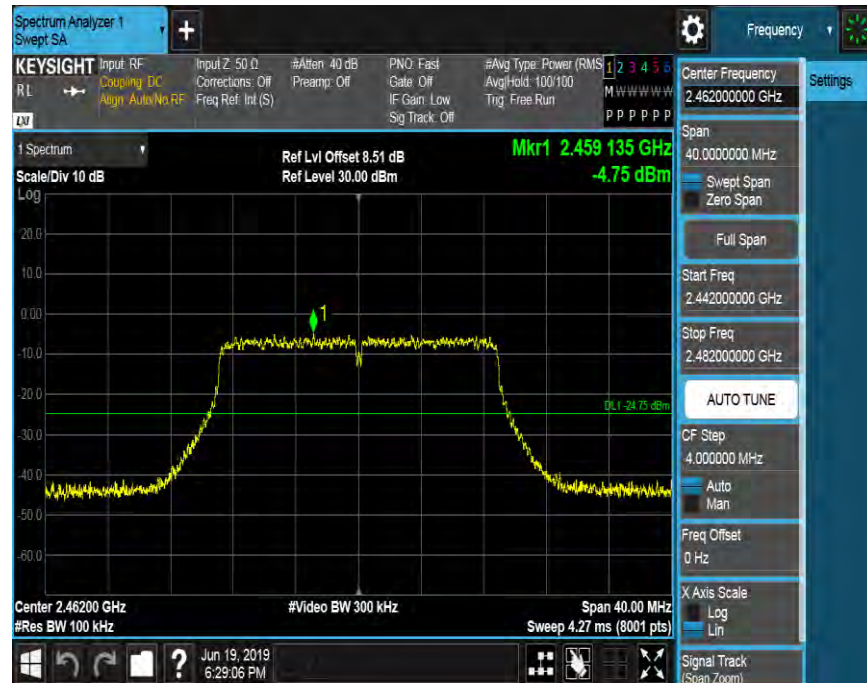 Spectrum Analyzer 1
Swept SA
+
Frequency
KEYSIGHT
RL
LXI
Input: RF
Coupling: DC
Align: Auto/No RF
Input Z: 50 Ω
Corrections: Off
Freq Ref: Int (S)
#Atten: 40 dB
Preamp: Off
PNO: Fast
Gate: Off
IF Gain: Low
Sig Track: Off
#Avg Type: Power (RMS
Avg|Hold: 100/100
Trig: Free Run
1 2 3 4 5 6
M W W W W W
P P P P P P
1 Spectrum
Scale/Div 10 dB
Log
Ref Lvl Offset 8.51 dB
Ref Level 30.00 dBm
Mkr1 2.459 135 GHz
-4.75 dBm
20.0
10.0
0.00
-10.0
-20.0
-30.0
-40.0
-50.0
-60.0
1
DL1 -24.75 dBm
Center 2.46200 GHz
#Res BW 100 kHz
#Video BW 300 kHz
Span 40.00 MHz
Sweep 4.27 ms (8001 pts)
?
Jun 19, 2019
6:29:06 PM
Center Frequency
2.462000000 GHz
Span
40.0000000 MHz
Swept Span
Zero Span
Full Span
Start Freq
2.442000000 GHz
Stop Freq
2.482000000 GHz
AUTO TUNE
CF Step
4.000000 MHz
Auto
Man
Freq Offset
0 Hz
X Axis Scale
Log
Lin
Signal Track
(Span Zoom)
Settings